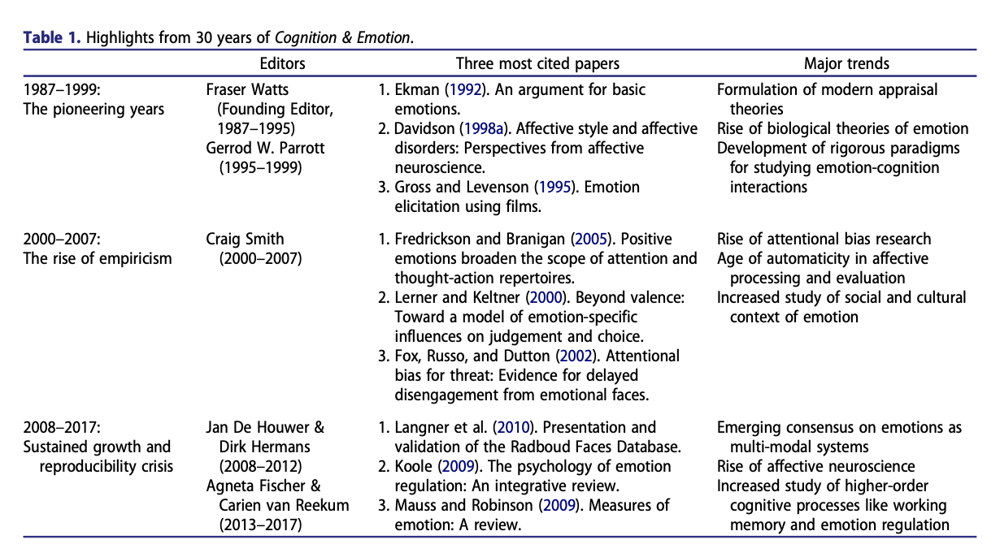 Table 1. Highlights from 30 years of Cognition & Emotion.
Editors
Three most cited papers
Major trends
1987–1999:
The pioneering years
Fraser Watts
(Founding Editor,
1987–1995)
Gerrod W. Parrott
(1995–1999)
1. Ekman (1992). An argument for basic
emotions.
2. Davidson (1998a). Affective style and affective
disorders: Perspectives from affective
neuroscience.
3. Gross and Levenson (1995). Emotion
elicitation using films.
Formulation of modern appraisal
theories
Rise of biological theories of emotion
Development of rigorous paradigms
for studying emotion-cognition
interactions
2000–2007:
The rise of empiricism
Craig Smith
(2000–2007)
1. Fredrickson and Branigan (2005). Positive
emotions broaden the scope of attention and
thought-action repertoires.
2. Lerner and Keltner (2000). Beyond valence:
Toward a model of emotion-specific
influences on judgement and choice.
3. Fox, Russo, and Dutton (2002). Attentional
bias for threat: Evidence for delayed
disengagement from emotional faces.
Rise of attentional bias research
Age of automaticity in affective
processing and evaluation
Increased study of social and cultural
context of emotion
2008–2017:
Sustained growth and
reproducibility crisis
Jan De Houwer &
Dirk Hermans
(2008–2012)
Agneta Fischer &
Carien van Reekum
(2013–2017)
1. Langner et al. (2010). Presentation and
validation of the Radboud Faces Database.
2. Koole (2009). The psychology of emotion
regulation: An integrative review.
3. Mauss and Robinson (2009). Measures of
emotion: A review.
Emerging consensus on emotions as
multi-modal systems
Rise of affective neuroscience
Increased study of higher-order
cognitive processes like working
memory and emotion regulation